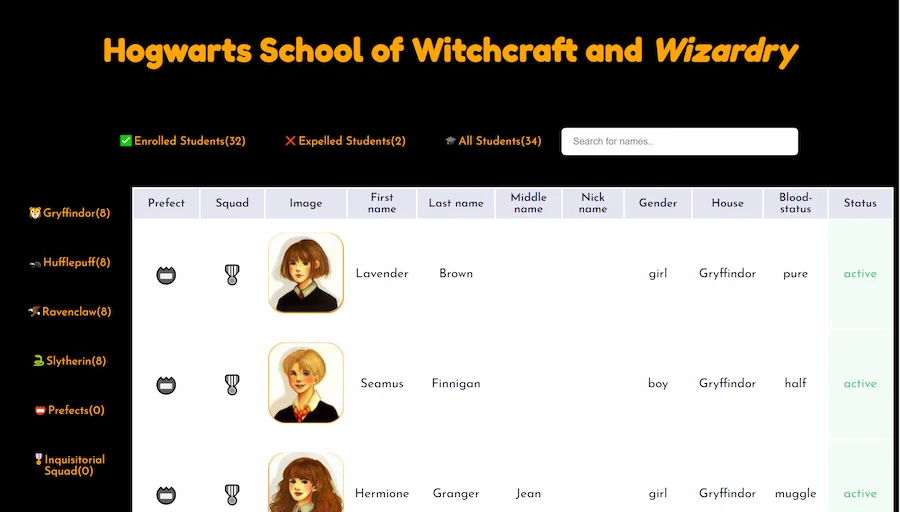 Hogwarts School of Witchcraft and Wizardry
Enrolled Students(32) Expelled Students(2) All Students(34) Search for names..
Gryffindor(8)
Hufflepuff(8)
Ravenclaw(8)
Slytherin(8)
Prefects(0)
Inquisitorial
Squad(0)
Prefect Squad Image First name Last name Middle name Nick name Gender House Blood-status Status
Lavender Brown girl Gryffindor pure active
Seamus Finnigan boy Gryffindor half active
Hermione Granger Jean girl Gryffindor muggle active